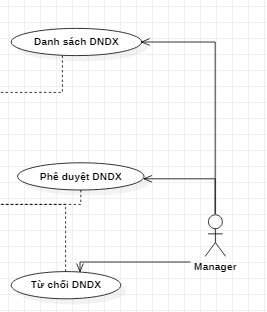 Danh sách DNDX
Phê duyệt DNDX
Từ chối DNDX
Manager